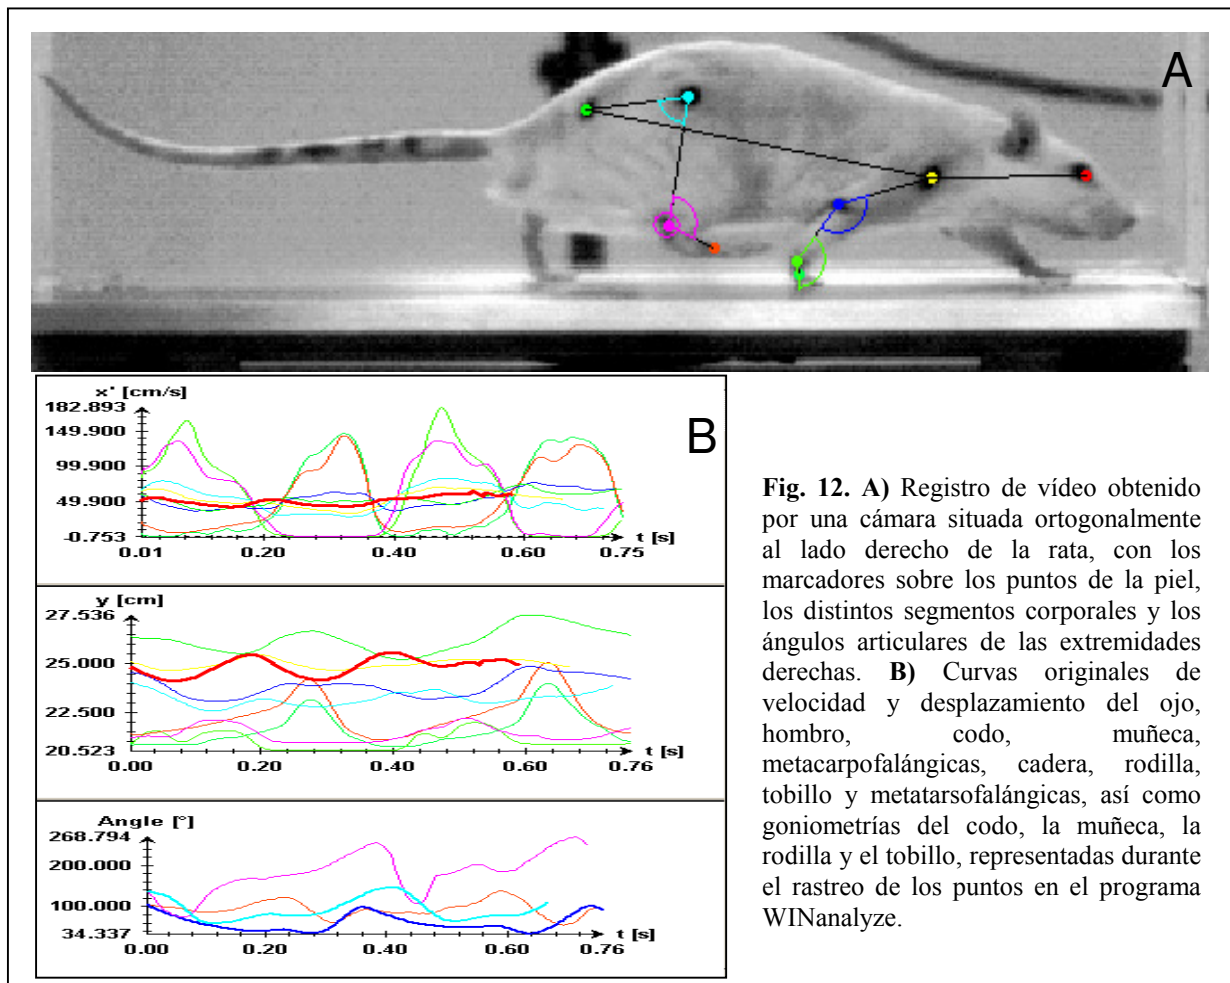 A
B
x' [cm/s]
182.893
149.900
99.900
49.900
-0.753
0.01 0.20 0.40 0.60 0.75
t [s]
y [cm]
27.536
25.000
22.500
20.523
0.00 0.20 0.40 0.60 0.76
t [s]
Angle [°]
268.794
200.000
100.000
34.337
0.00 0.20 0.40 0.60 0.76
t [s]
Fig. 12. A) Registro de vídeo obtenido
por una cámara situada ortogonalmente
al lado derecho de la rata, con los
marcadores sobre los puntos de la piel,
los distintos segmentos corporales y los
ángulos articulares de las extremidades
derechas. B) Curvas originales de
velocidad y desplazamiento del ojo,
hombro, codo, muñeca,
metacarpofalángicas, cadera, rodilla,
tobillo y metatarsofalángicas, así como
goniometrías del codo, la muñeca, la
rodilla y el tobillo, representadas durante
el rastreo de los puntos en el programa
WINanalyze.